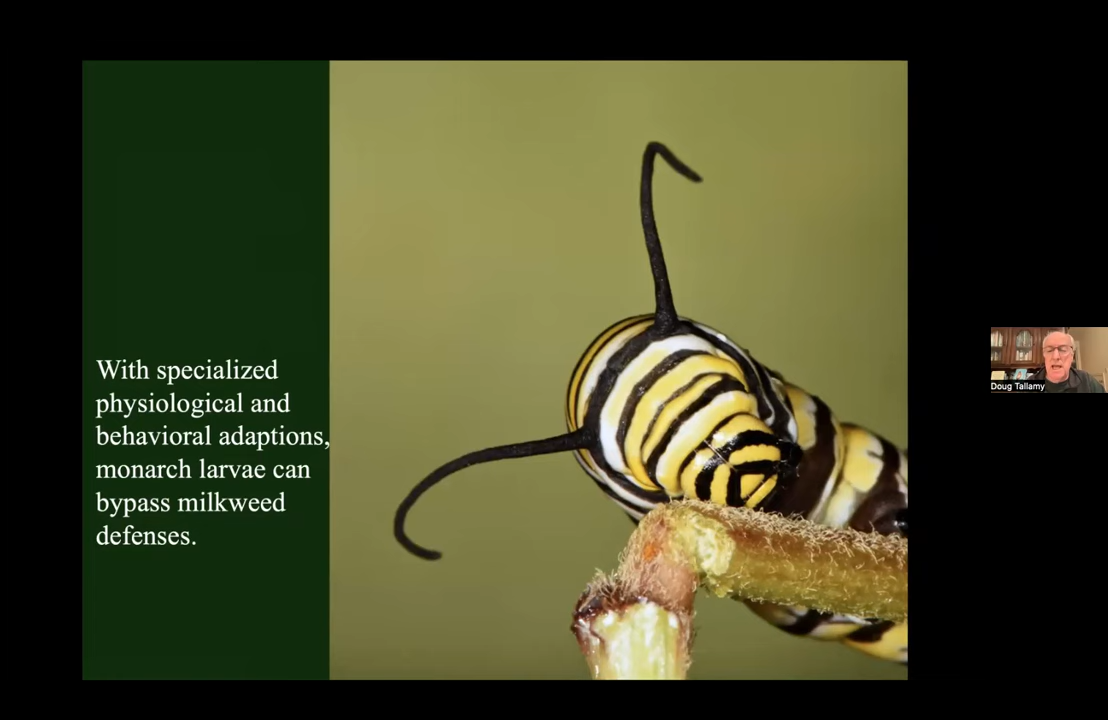 With specialized
physiological and
behavioral adaptions,
monarch larvae can
bypass milkweed
defenses.
Doug Tallamy